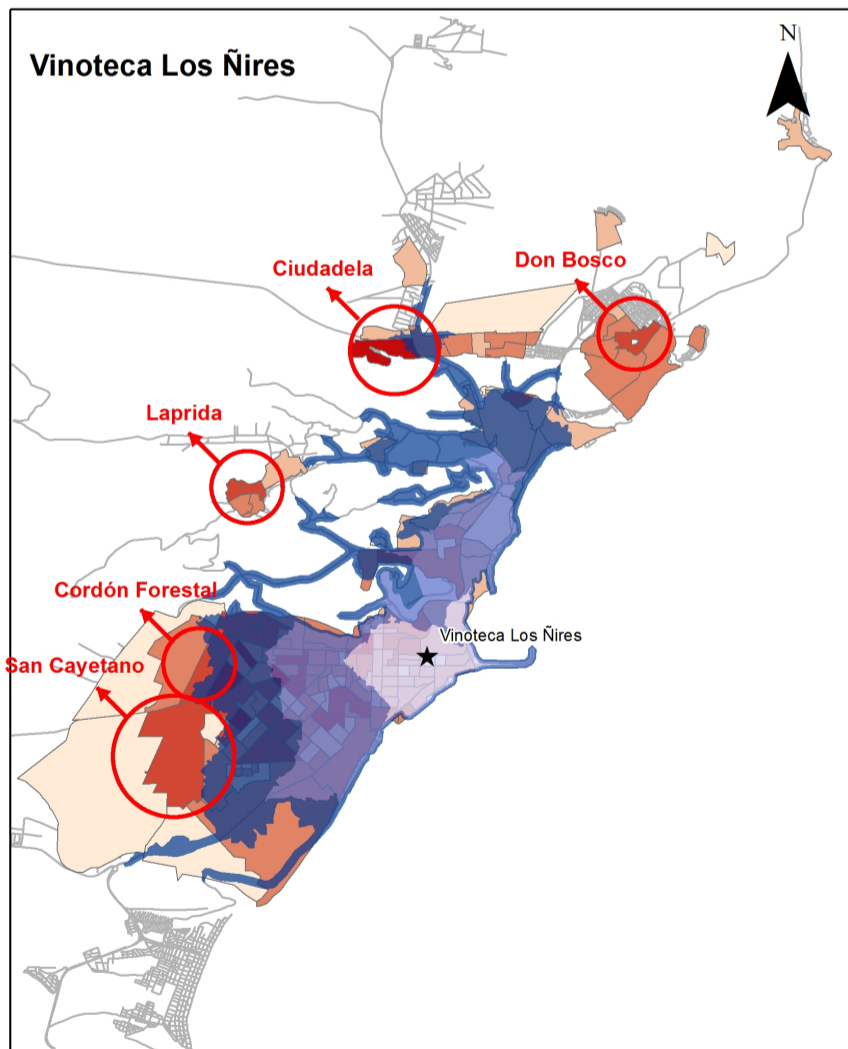 N
Vinoteca Los Ñires
Ciudadela
Don Bosco
Laprida
Cordón Forestal
San Cayetano
Vinoteca Los Ñires